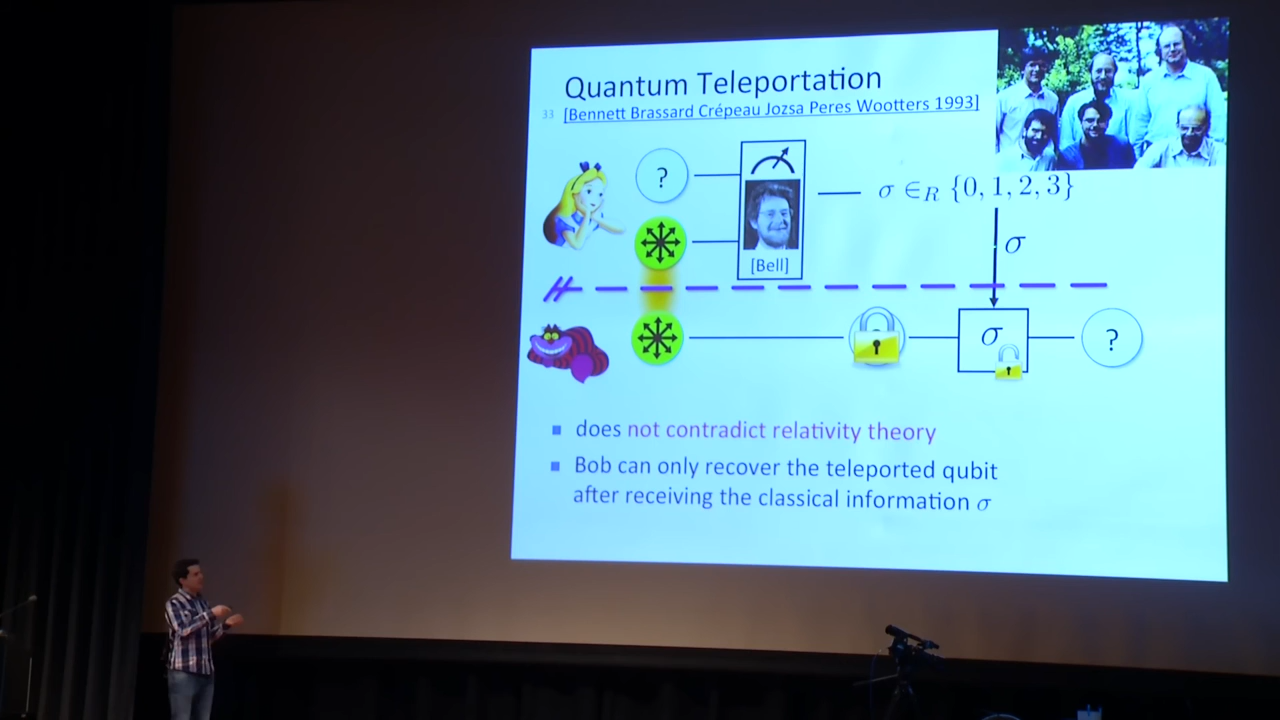 Quantum Teleportation
33 [Bennett Brassard Crépeau Jozsa Peres Wootters 1993]
?
σ ∈R {0, 1, 2, 3}
[Bell]
σ
σ
?
does not contradict relativity theory
Bob can only recover the teleported qubit
after receiving the classical information σ